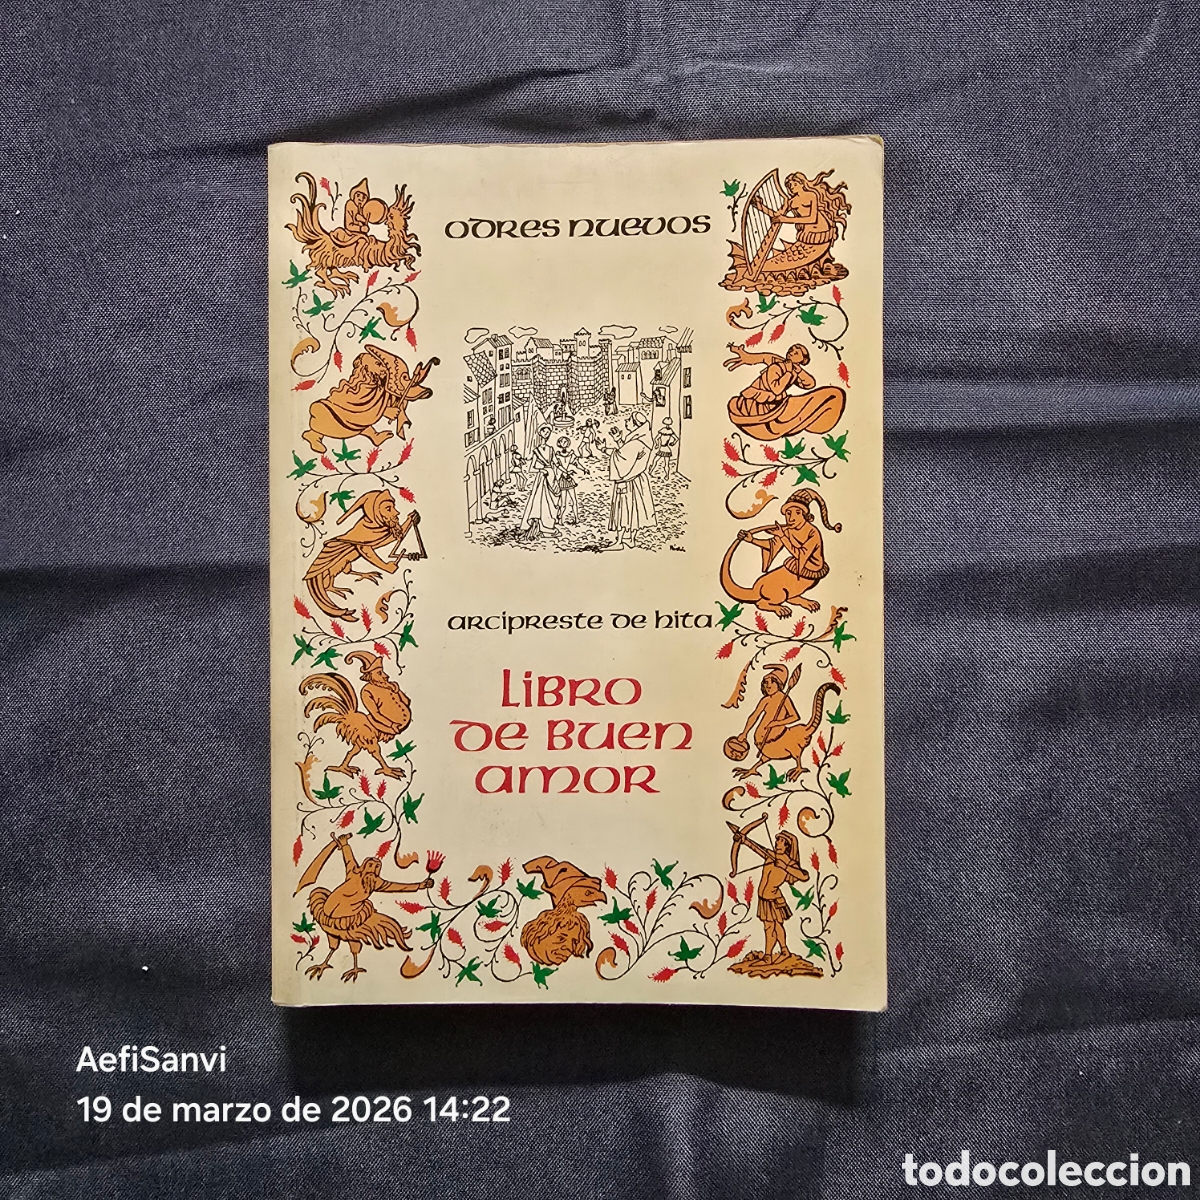 ODRES NUEVOS
ARCIPRESTE DE HITA
LIBRO
DE BUEN
AMOR
AefiSanvi
19 de marzo de 2026 14:22
todocoleccion